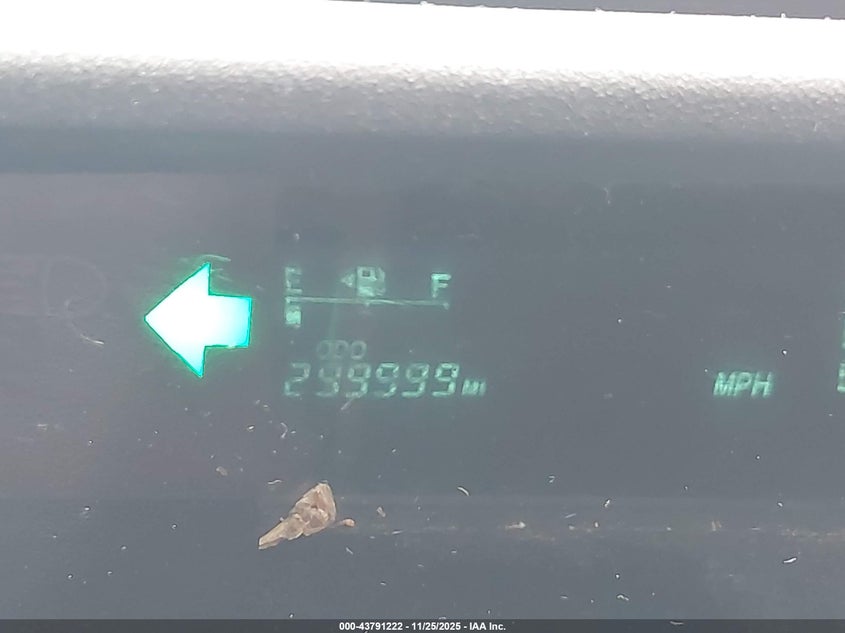 E F
ODO
299999 MI
MPH
000-43791222 - 11/25/2025 - IAA Inc.